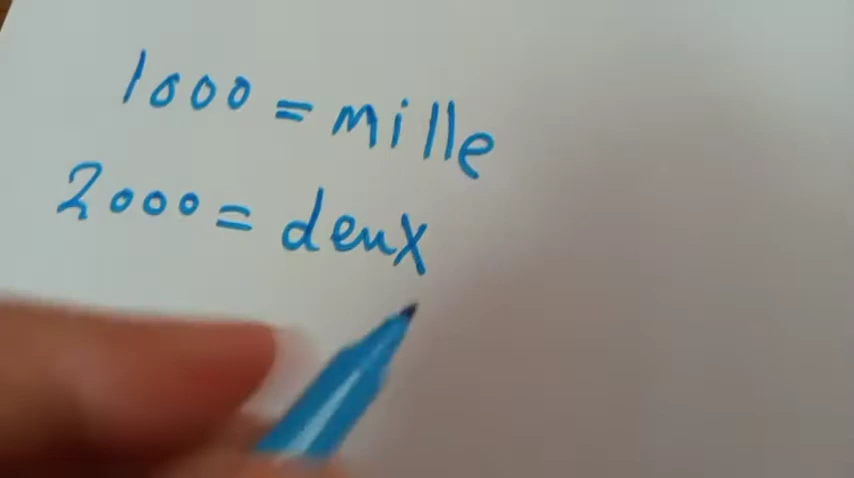 1000 = mille
2000 = deux